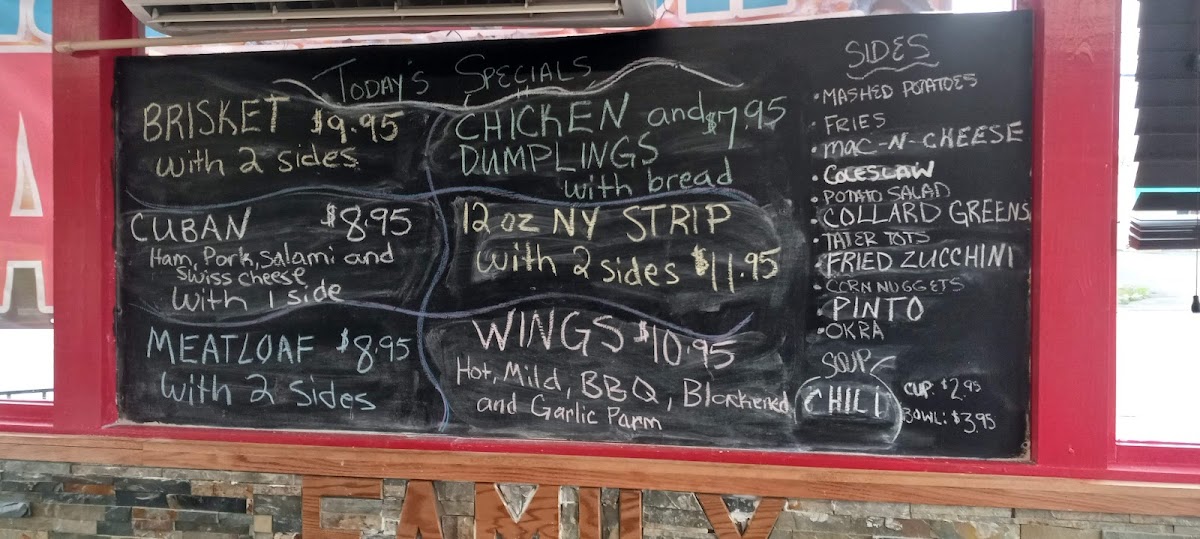 Today's Specials
BRISKET $9.95
with 2 sides
CUBAN $8.95
Ham, Pork, Salami and
Swiss cheese
with 1 side
MEATLOAF $8.95
with 2 sides
CHICKEN and $7.95
DUMPLINGS
with bread
12 oz NY STRIP
with 2 sides $11.95
WINGS $10.95
Hot, Mild, BBQ, Blackened
and Garlic Parm
SIDES
• MASHED POTATOES
• FRIES
• MAC-N-CHEESE
• COLESLAW
• POTATO SALAD
• COLLARD GREENS
• TATER TOTS
• FRIED ZUCCHINI
• CORN NUGGETS
• PINTO
• OKRA
SOUP
CHILI
CUP: $2.95
BOWL: $3.95
FAMILY